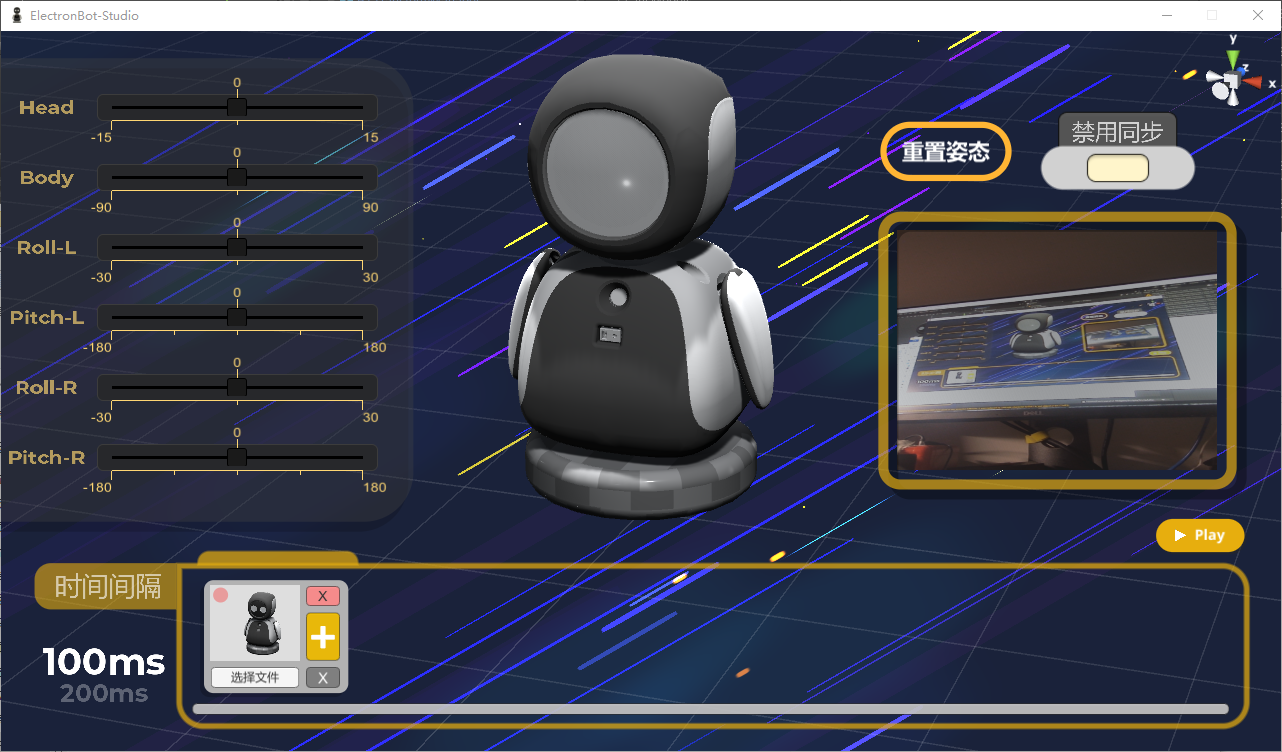 ElectronBot-Studio
y
z
x
Head
0
-15
15
Body
0
-90
90
Roll-L
0
-30
30
Pitch-L
0
-180
180
Roll-R
0
-30
30
Pitch-R
0
-180
180
重置姿态
禁用同步
Play
时间间隔
100ms
200ms
X
+
选择文件
X